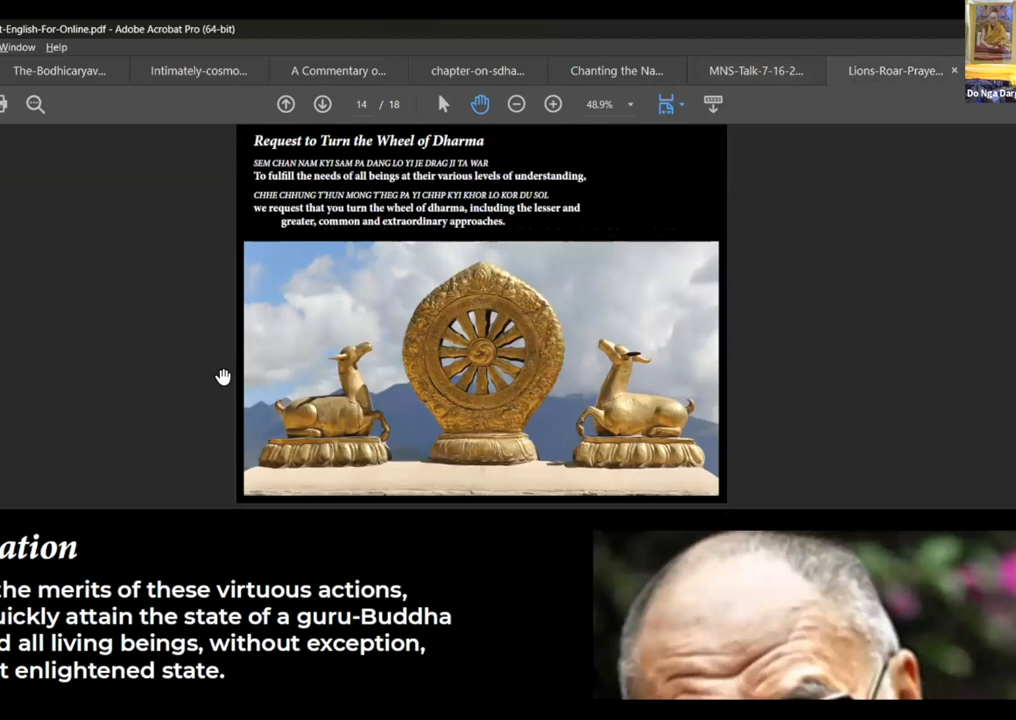 t-English-For-Online.pdf - Adobe Acrobat Pro (64-bit)
Window Help
The-Bodhicaryav... Intimately-cosmo... A Commentary o... chapter-on-sdha... Chanting the Na... MNS-Talk-7-16-2... Lions-Roar-Praye... ×
14 / 18 48.9%
Do Nga Darg
Request to Turn the Wheel of Dharma
SEM CHAN NAM KYI SAM PA DANG LO YI JE DRAG JI TA WAR
To fulfill the needs of all beings at their various levels of understanding,
CHHE CHHUNG T'HUN MONG T'HEG PA YI CHHP KYI KHOR LO KOR DU SOL
we request that you turn the wheel of dharma, including the lesser and
greater, common and extraordinary approaches.
ation
the merits of these virtuous actions,
uickly attain the state of a guru-Buddha
d all living beings, without exception,
t enlightened state.